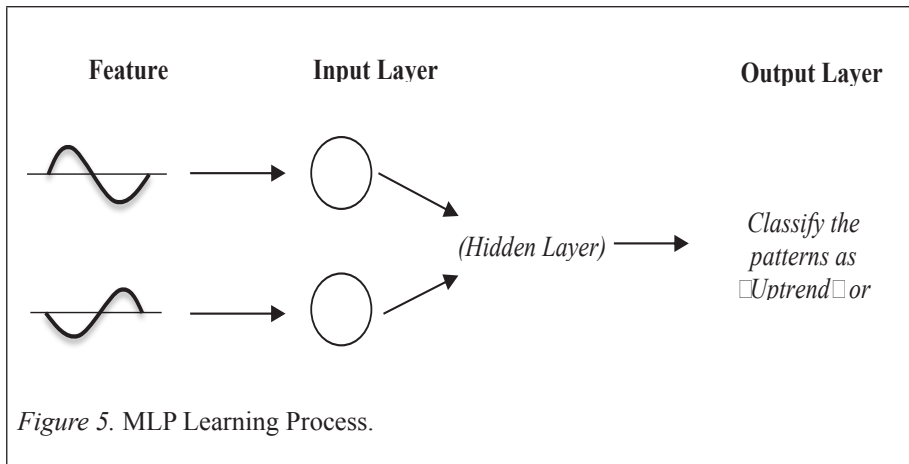 Feature
Input Layer
Output Layer
(Hidden Layer)
Classify the
patterns as
□Uptrend□ or
Figure 5. MLP Learning Process.